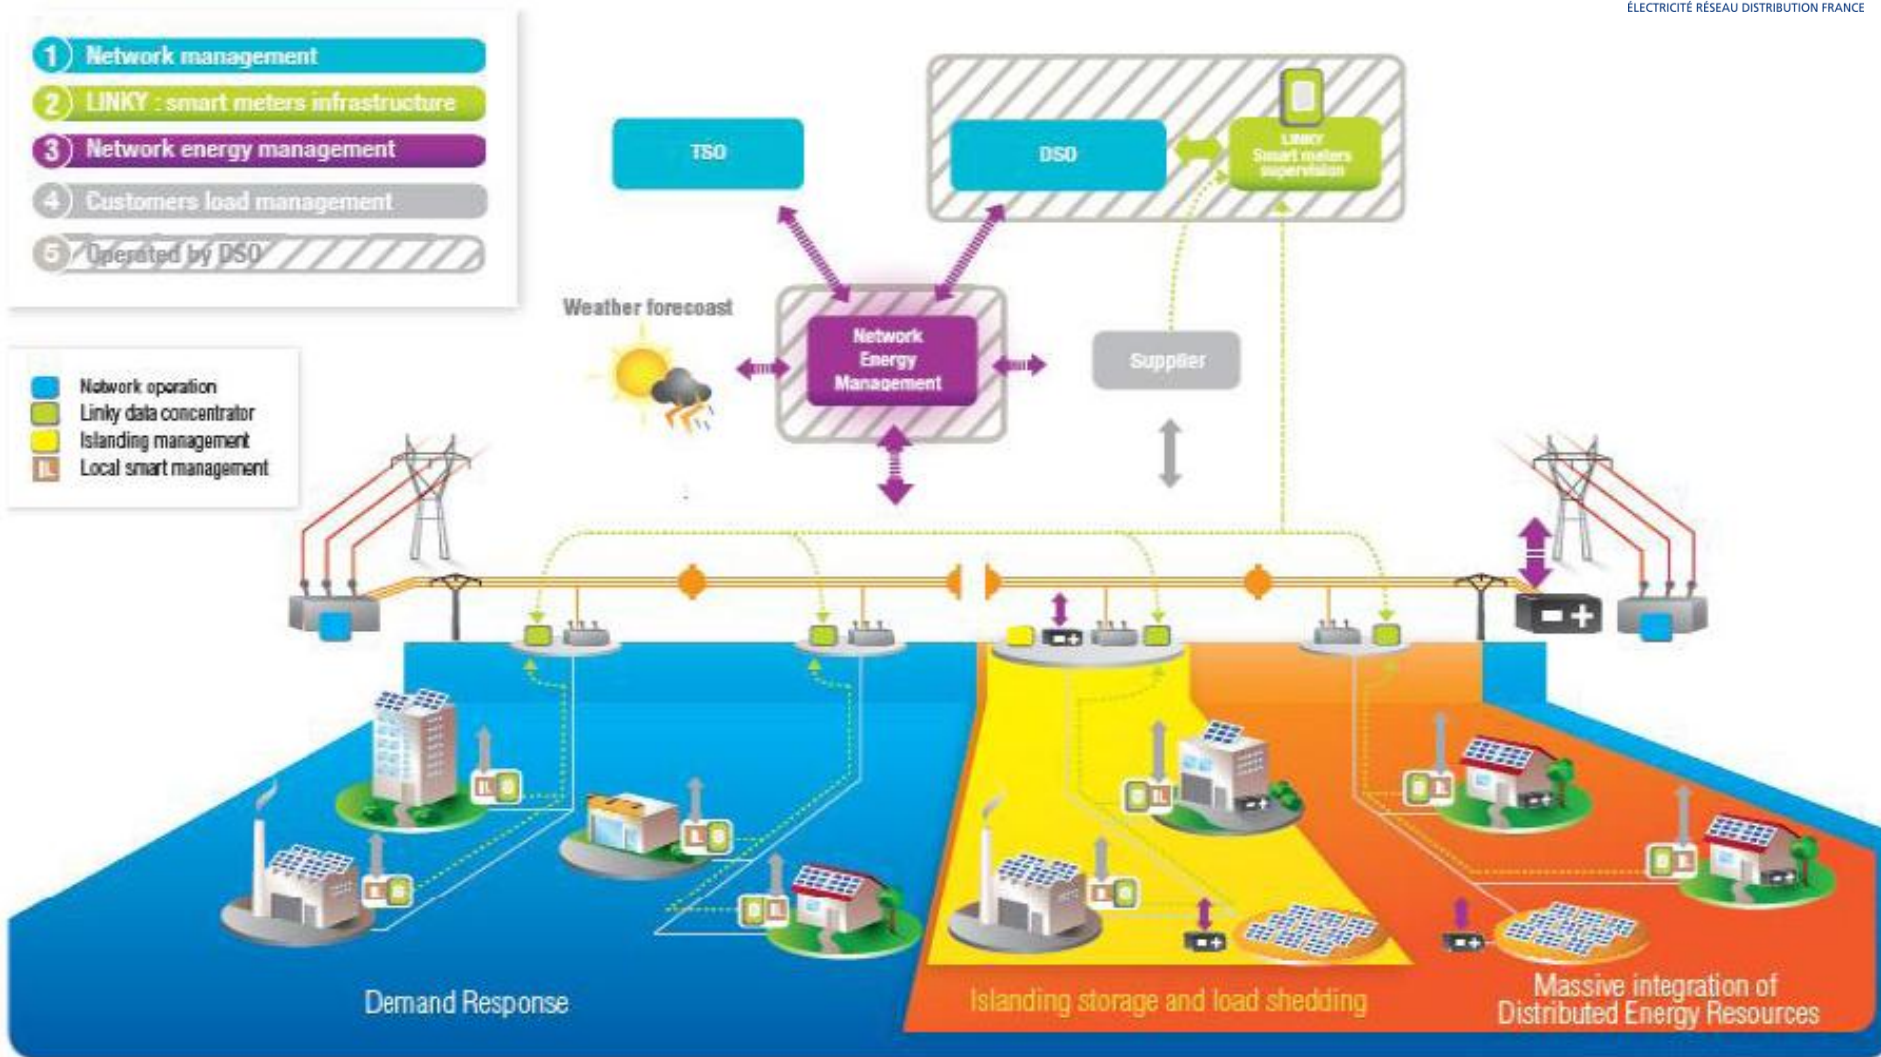 ÉLECTRICITÉ RÉSEAU DISTRIBUTION FRANCE
1 Network management
2 LINKY : smart meters infrastructure
3 Network energy management
4 Customers load management
5 Operated by DSO
Network operation
Linky data concentrator
Islanding management
IL Local smart management
TSO
DSO
LINKY
Smart meters
supervision
Weather forecoast
Network
Energy
Management
Supplier
Demand Response
Islanding storage and load shedding
Massive integration of
Distributed Energy Resources